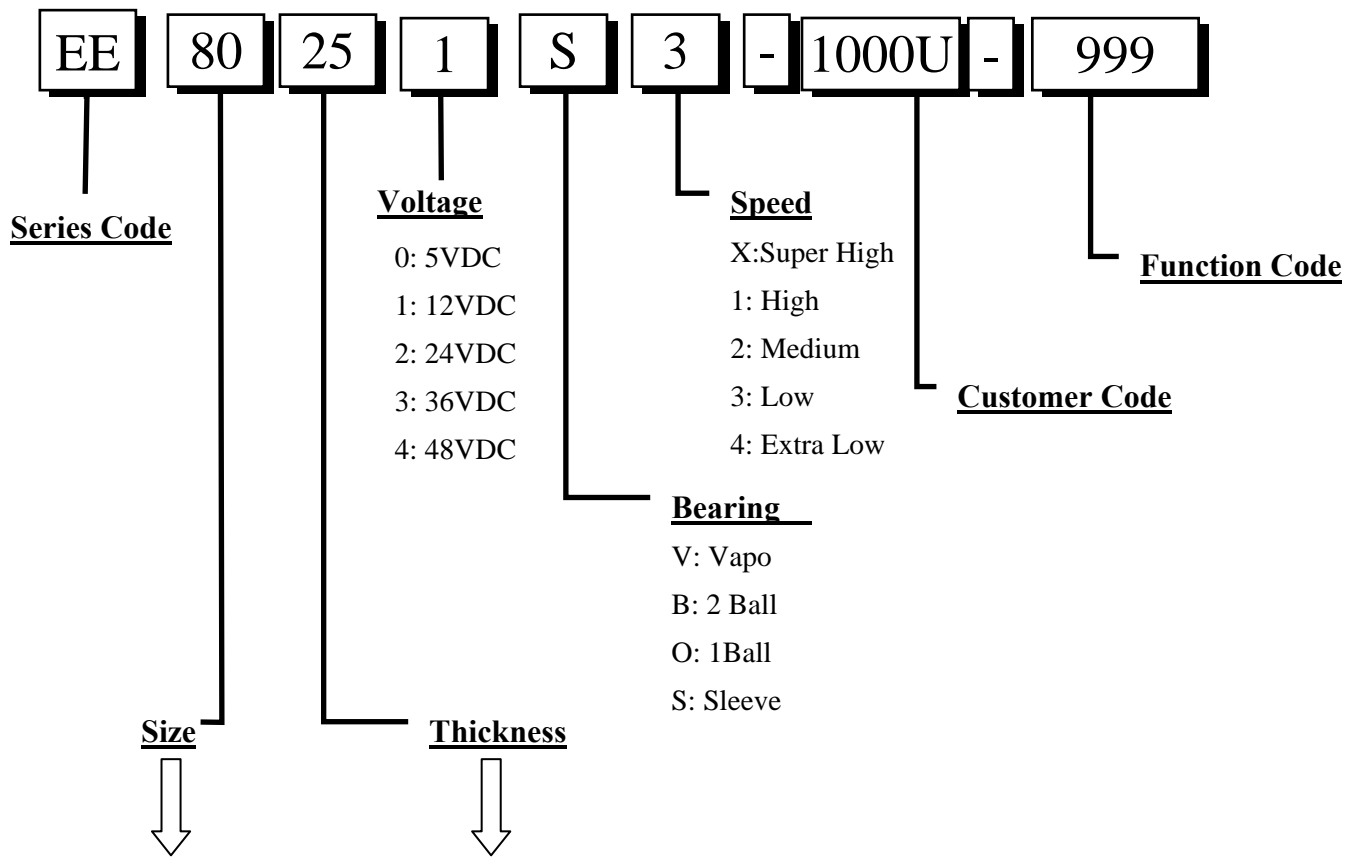 EE 80 25 1 S 3 - 1000U - 999
Series Code
Voltage
0: 5VDC
1: 12VDC
2: 24VDC
3: 36VDC
4: 48VDC
Speed
X:Super High
1: High
2: Medium
3: Low
4: Extra Low
Function Code
Customer Code
Bearing
V: Vapo
B: 2 Ball
O: 1Ball
S: Sleeve
Size
Thickness